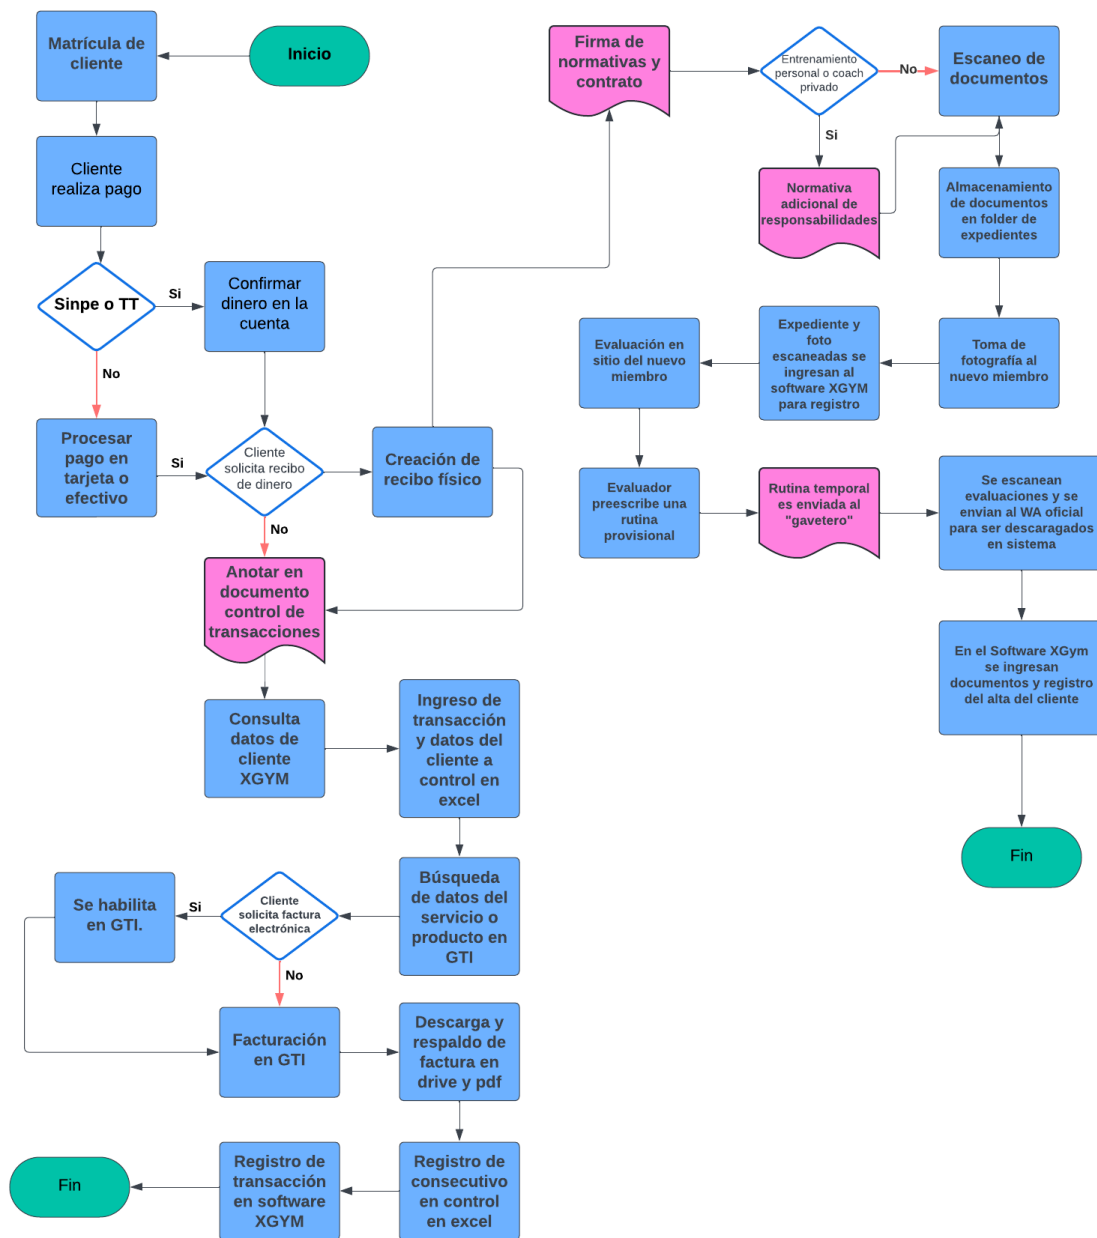 Inicio
Matrícula de
cliente
Cliente
realiza pago
Sinpe o TT
Si
Confirmar
dinero en la
cuenta
No
Procesar
pago en
tarjeta o
efectivo
Si
Cliente
solicita recibo
de dinero
Creación de
recibo físico
No
Anotar en
documento
control de
transacciones
Consulta
datos de
cliente
XGYM
Ingreso de
transacción
y datos del
cliente a
control en
excel
Búsqueda
de datos del
servicio o
producto en
GTI
Cliente
solicita factura
electrónica
Si
Se habilita
en GTI.
No
Facturación
en GTI
Descarga y
respaldo de
factura en
drive y pdf
Registro de
consecutivo
en control
en excel
Registro de
transacción
en software
XGYM
Fin
Firma de
normativas y
contrato
Entrenamiento
personal o coach
privado
No
Escaneo de
documentos
Si
Normativa
adicional de
responsabilidades
Almacenamiento
de documentos
en folder de
expedientes
Toma de
fotografía al
nuevo miembro
Expediente y
foto
escaneadas se
ingresan al
software XGYM
para registro
Evaluación en
sitio del nuevo
miembro
Evaluador
preescribe una
rutina
provisional
Rutina temporal
es enviada al
"gavetero"
Se escanean
evaluaciones y se
envian al WA oficial
para ser descaragados
en sistema
En el Software XGym
se ingresan
documentos y registro
del alta del cliente
Fin